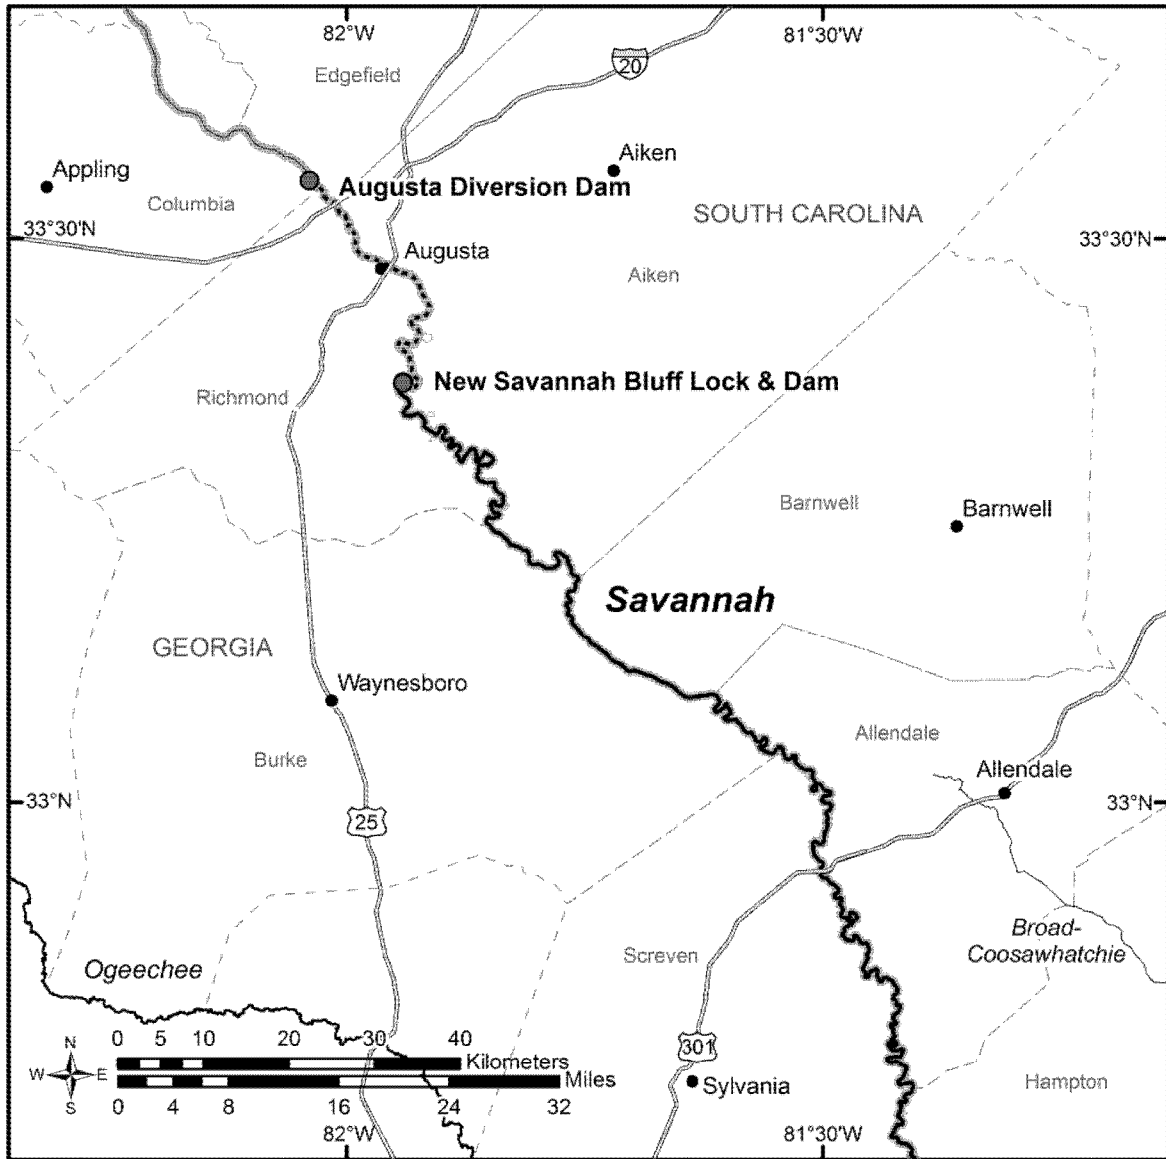 82°W
81°30'W
Edgefield
20
Appling
Aiken
Augusta Diversion Dam
Columbia
SOUTH CAROLINA
33°30'N
33°30'N
Augusta
Aiken
New Savannah Bluff Lock & Dam
Richmond
Barnwell
Barnwell
Savannah
GEORGIA
Waynesboro
Allendale
Burke
Allendale
33°N
33°N
25
Broad-
Coosawhatchie
Screven
Ogeechee
N
W E
S
0 5 10 20 30 40
Kilometers
Miles
0 4 8 16 24 32
301
Sylvania
Hampton
82°W
81°30'W